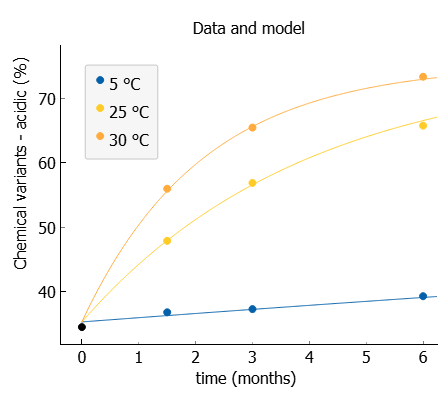 Data and model
Chemical variants - acidic (%)
70
60
50
40
5 °C
25 °C
30 °C
0 1 2 3 4 5 6
time (months)